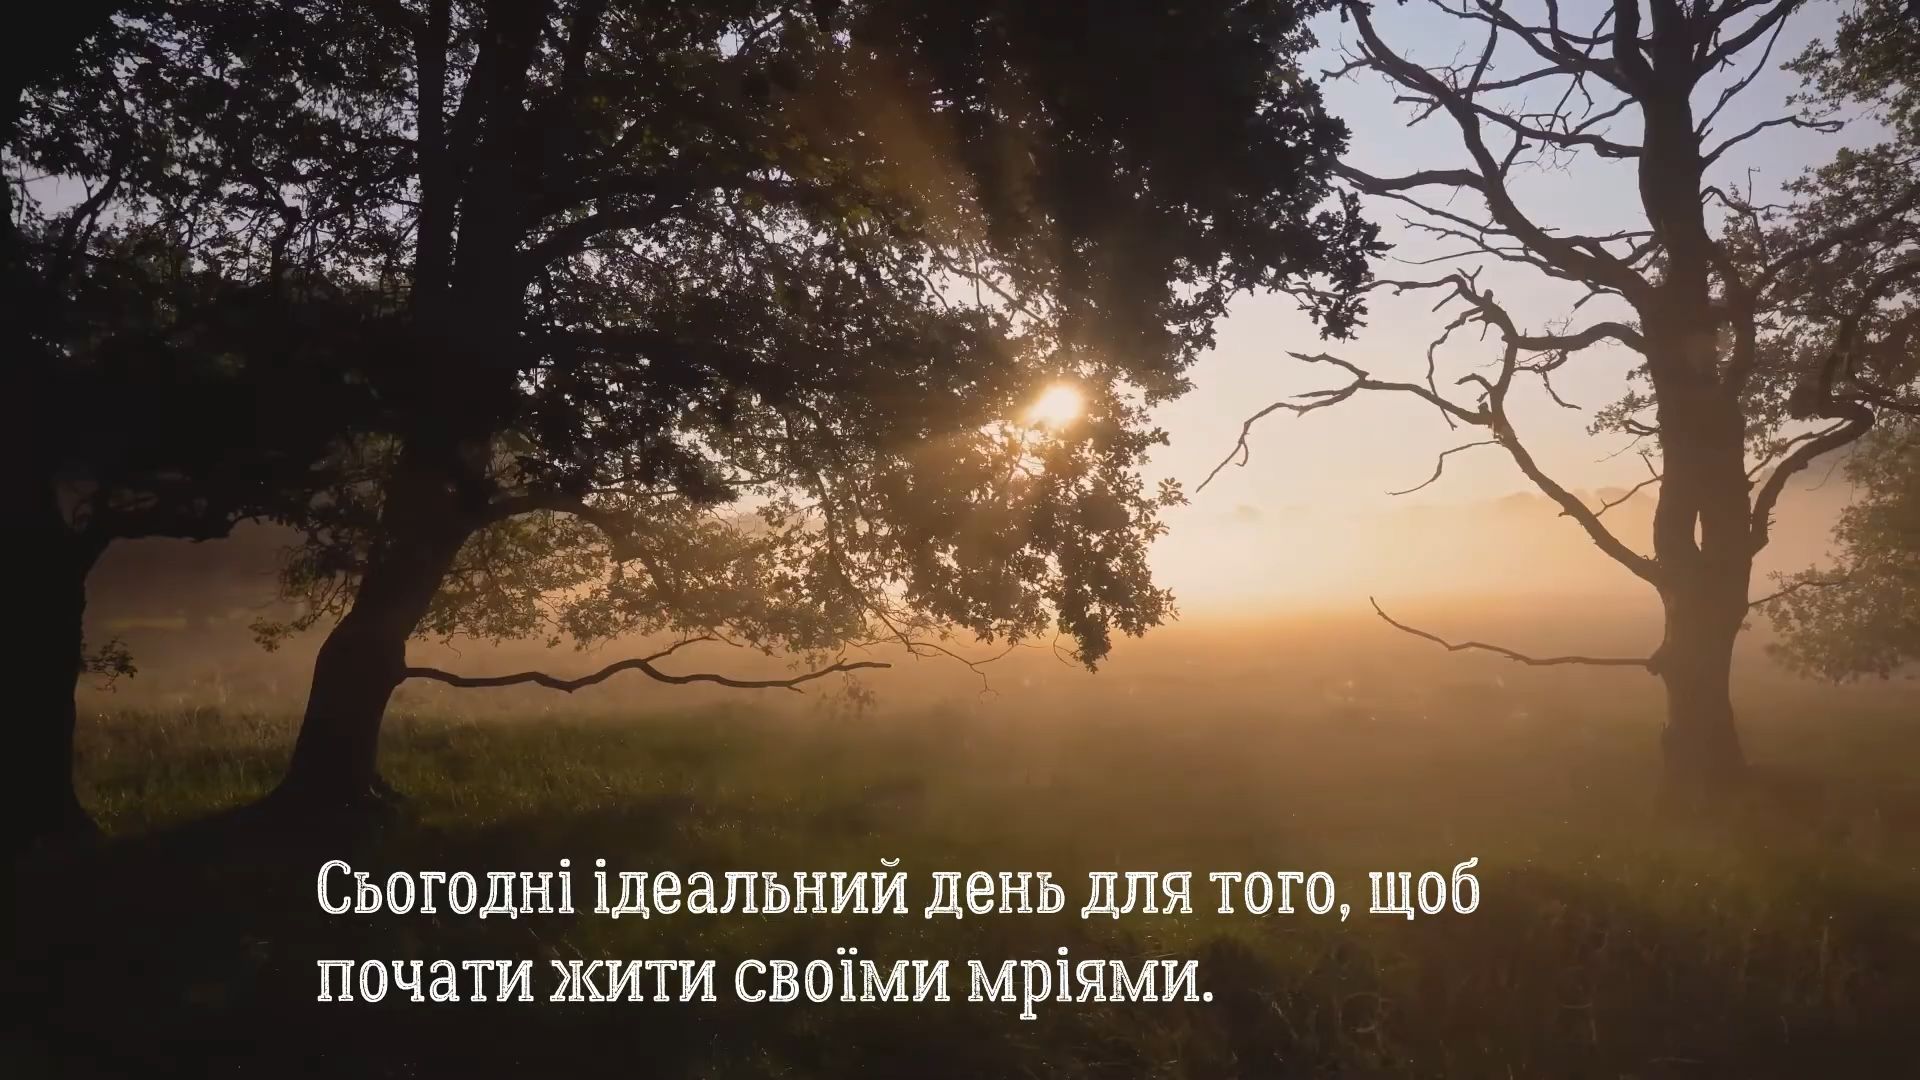 Сьогодні ідеальний день для того, щоб
почати жити своїми мріями.